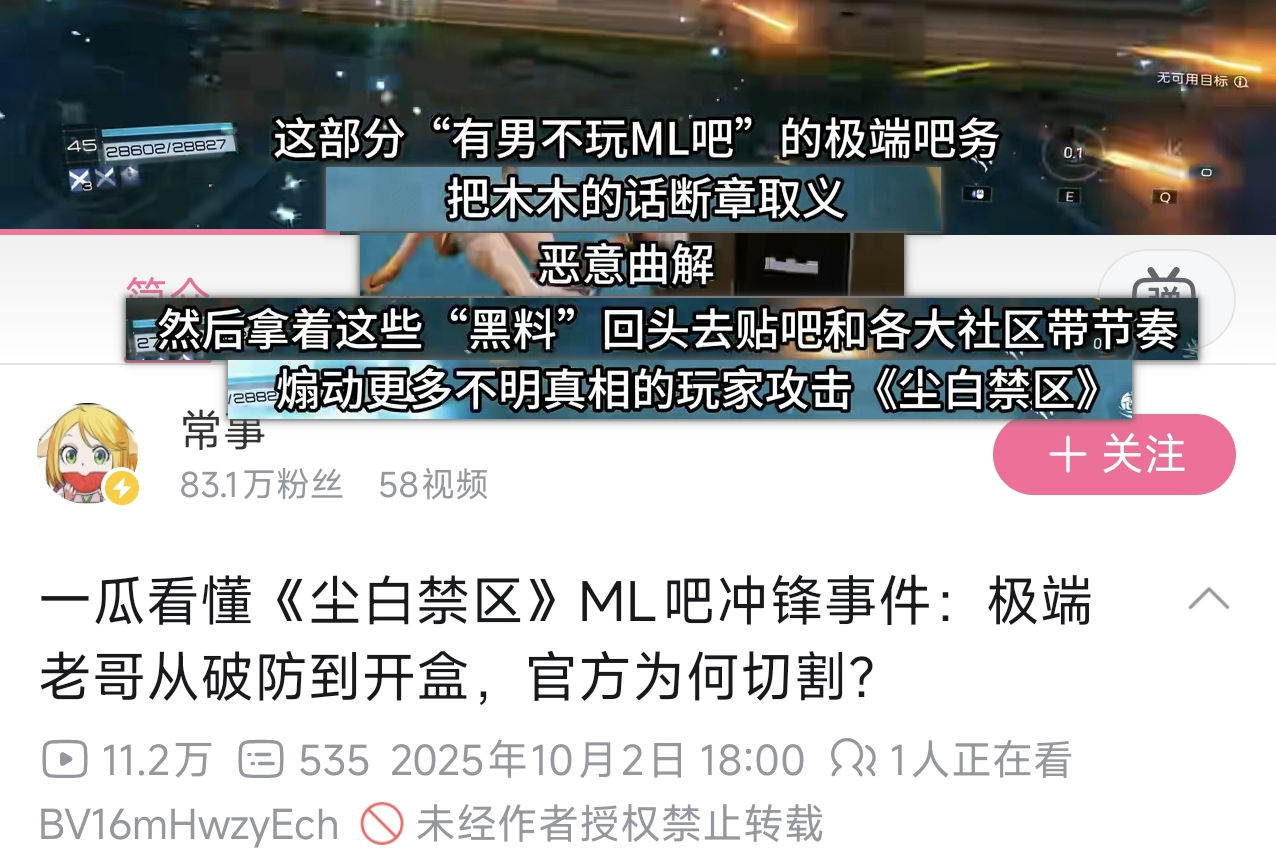 无可用目标
这部分“有男不玩ML吧”的极端吧务
45
28602/28827
0.1
3
E
Q
把木木的话断章取义
恶意曲解
简介
弹
然后拿着这些“黑料”回头去贴吧和各大社区带节奏
煽动更多不明真相的玩家攻击《尘白禁区》
常事
83.1万粉丝 58视频
+ 关注
一瓜看懂《尘白禁区》ML吧冲锋事件：极端
老哥从破防到开盒，官方为何切割？
11.2万 535 2025年10月2日 18:00 1人正在看
BV16mHwzyEch 未经作者授权禁止转载